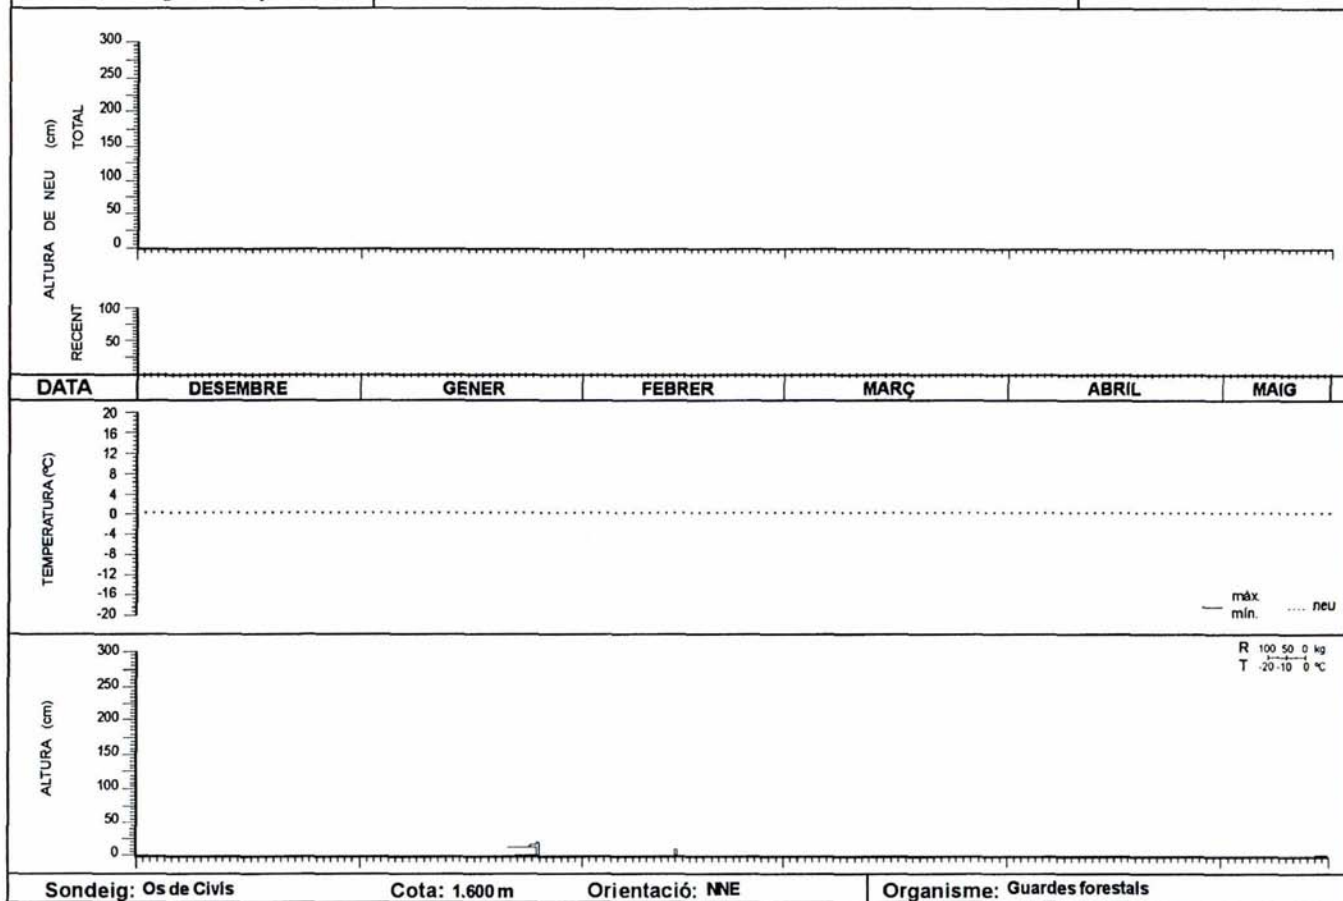 300
250
200
150
100
50
0
ALTURA DE NEU (cm)
TOTAL
RECENT
100
50
DATA DESEMBRE GENER FEBRER MARÇ ABRIL MAIG
TEMPERATURA (ºC)
20
16
12
8
4
0
-4
-8
-12
-16
-20
màx.
mín.
.... neu
R 100 50 0 kg
T -20 -10 0 ºC
ALTURA (cm)
300
250
200
150
100
50
0
Sondeig: Os de Civis Cota: 1.600 m Orientació: NNE Organisme: Guardes forestals